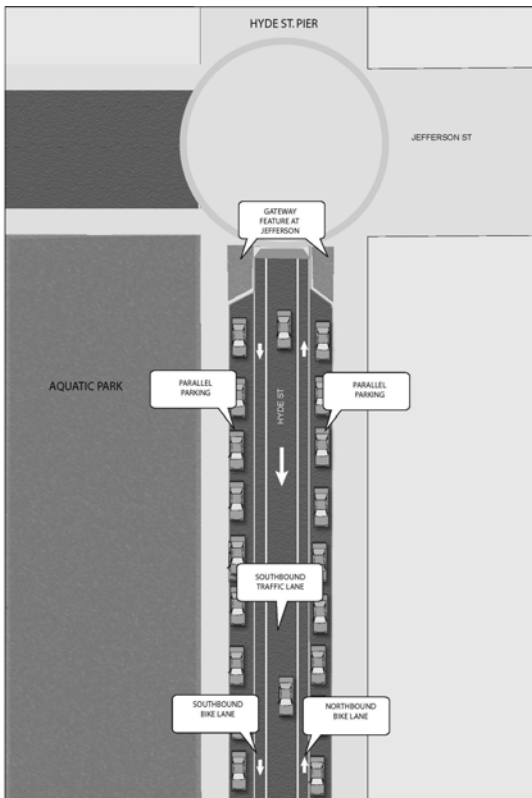 HYDE ST. PIER
JEFFERSON ST
GATEWAY
FEATURE AT
JEFFERSON
AQUATIC PARK
PARALLEL
PARKING
HYDE ST
PARALLEL
PARKING
SOUTHBOUND
TRAFFIC LANE
SOUTHBOUND
BIKE LANE
NORTHBOUND
BIKE LANE